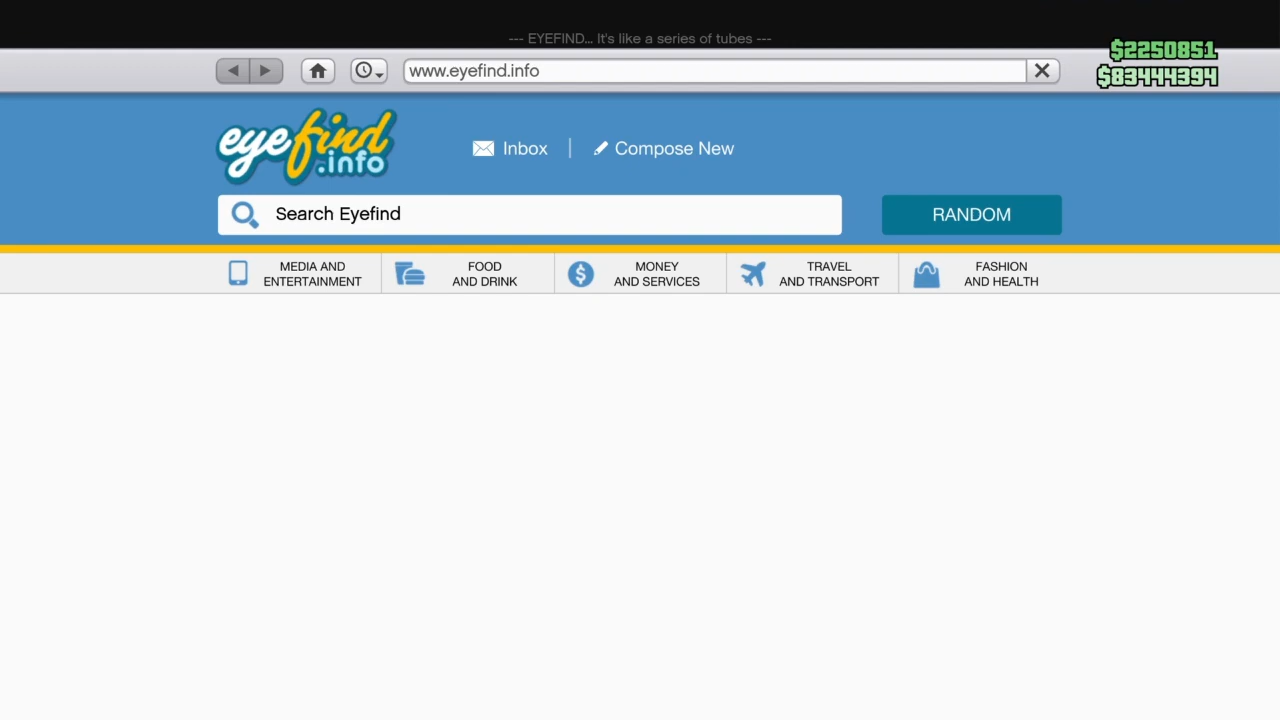 --- EYEFIND... It's like a series of tubes ---
$2250851
www.eyefind.info
$83444394
eyefind.info
Inbox
Compose New
Search Eyefind
RANDOM
MEDIA AND
ENTERTAINMENT
FOOD
AND DRINK
MONEY
AND SERVICES
TRAVEL
AND TRANSPORT
FASHION
AND HEALTH